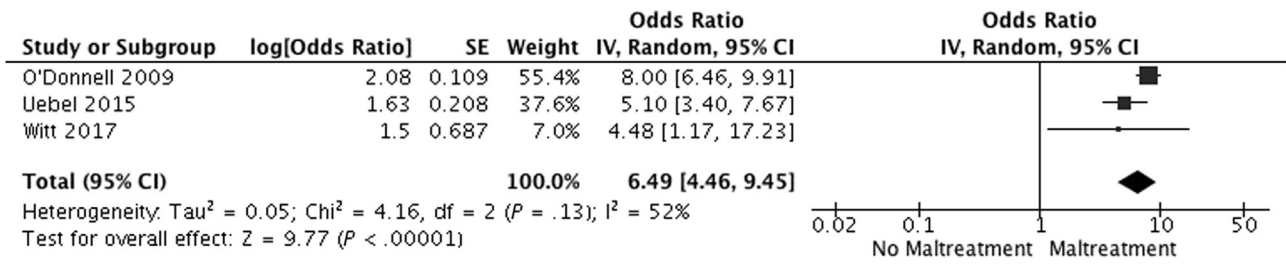 Odds Ratio Odds Ratio
Study or Subgroup log[Odds Ratio] SE Weight IV, Random, 95% CI IV, Random, 95% CI
O'Donnell 2009 2.08 0.109 55.4% 8.00 [6.46, 9.91]
Uebel 2015 1.63 0.208 37.6% 5.10 [3.40, 7.67]
Witt 2017 1.5 0.687 7.0% 4.48 [1.17, 17.23]
Total (95% CI) 100.0% 6.49 [4.46, 9.45]
Heterogeneity: Tau² = 0.05; Chi² = 4.16, df = 2 (P = .13); I² = 52%
Test for overall effect: Z = 9.77 (P < .00001)
0.02 0.1 1 10 50
No Maltreatment Maltreatment